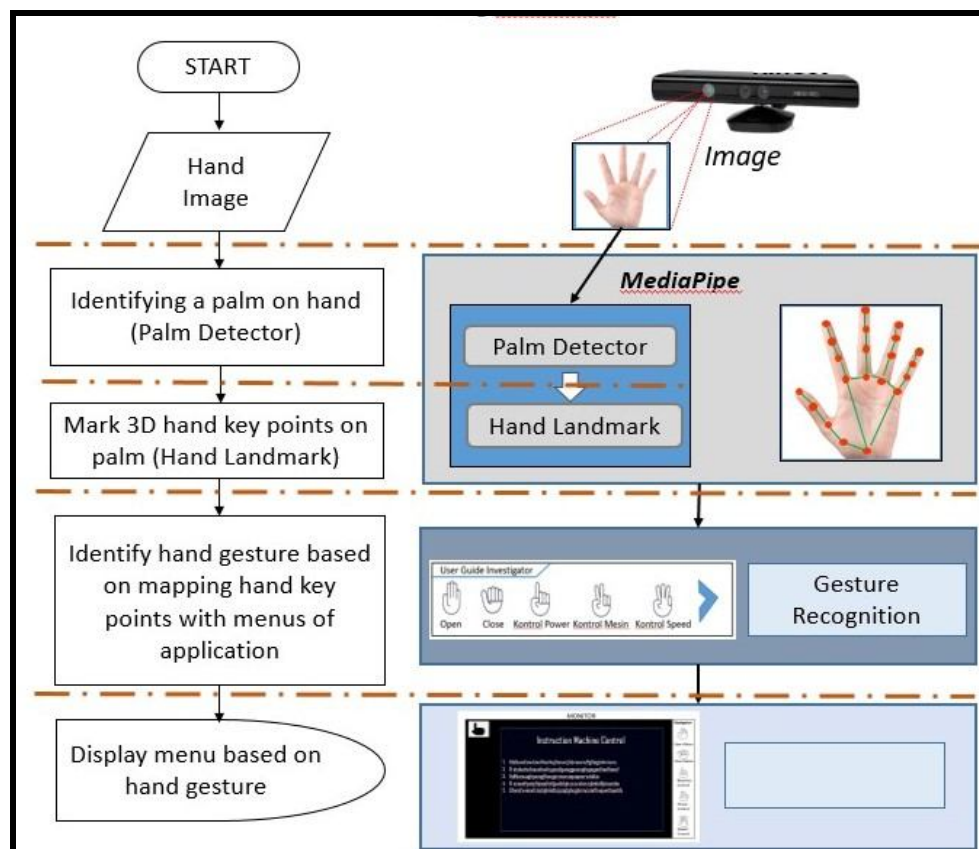 START
Hand
Image
Image
Identifying a palm on hand
(Palm Detector)
MediaPipe
Palm Detector
Hand Landmark
Mark 3D hand key points on
palm (Hand Landmark)
Identify hand gesture based
on mapping hand key
points with menus of
application
User Guide Investigator
Open Close Kontrol Power Kontrol Mesin Kontrol Speed
Gesture
Recognition
Display menu based on
hand gesture
MONITOR
Instruction Machine Control